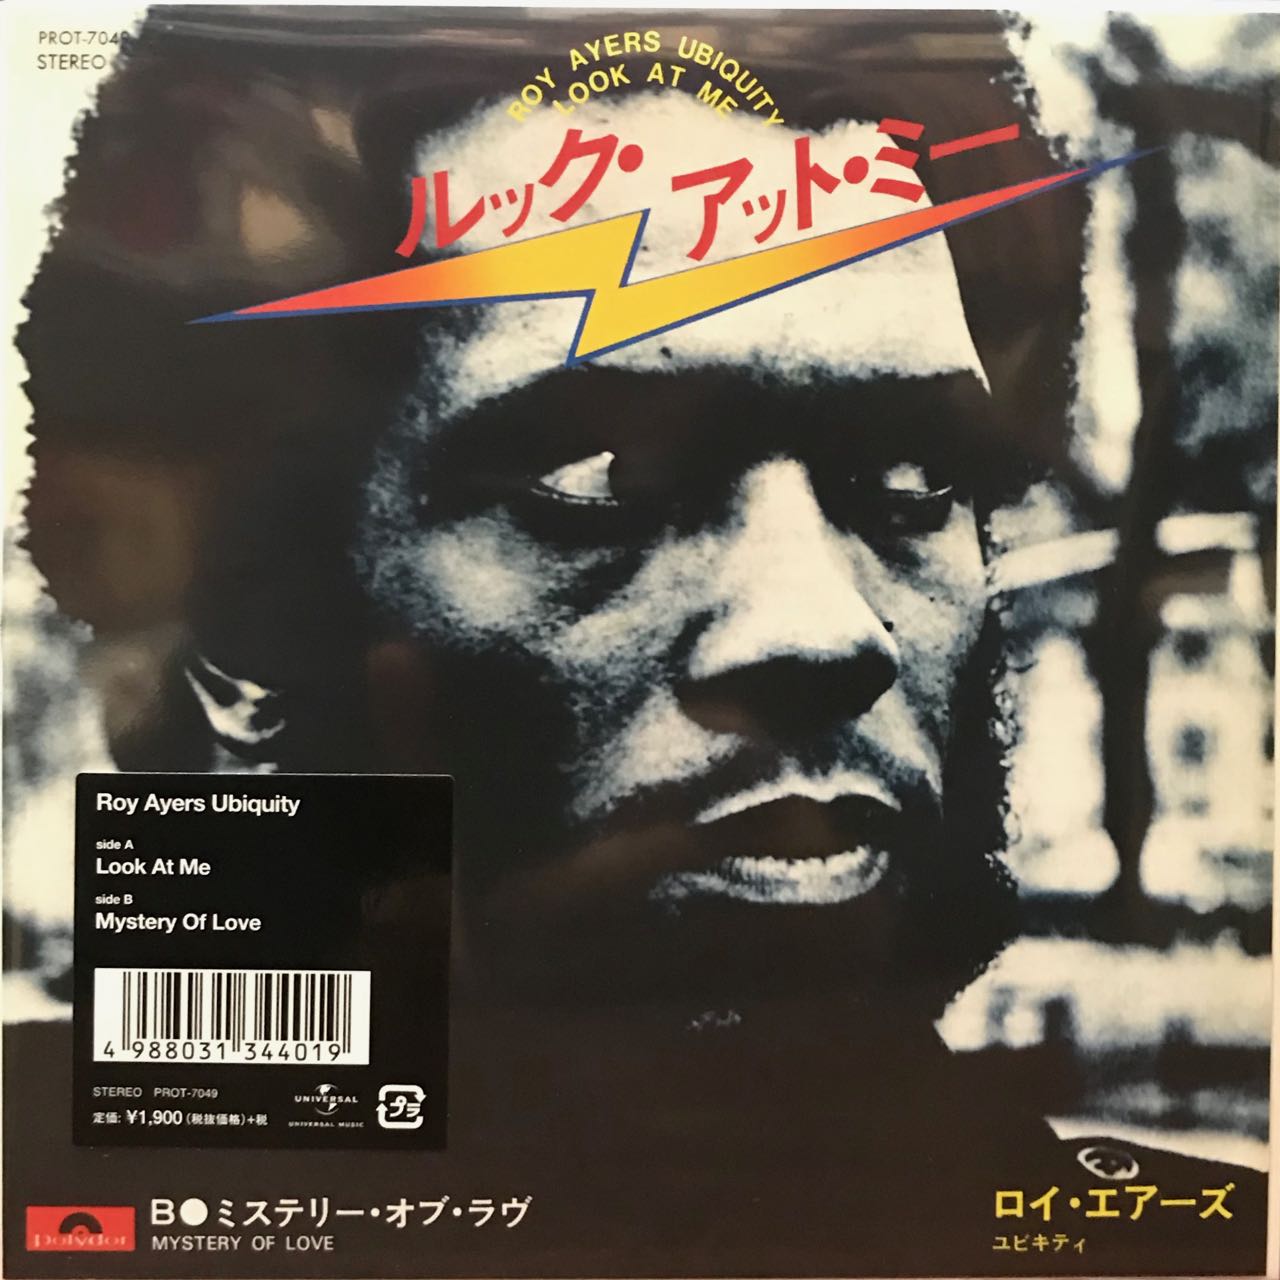 PROT-7049
STEREO
ROY AYERS UBIQUITY
LOOK AT ME
ルック・アット・ミー
Roy Ayers Ubiquity
side A
Look At Me
side B
Mystery Of Love
4 988031 344019
STEREO PROT-7049
定価: ¥1,900(税抜価格)+税
UNIVERSAL
UNIVERSAL MUSIC
プラ
polydor
B●ミステリー・オブ・ラヴ
MYSTERY OF LOVE
ロイ・エアーズ
ユビキティ